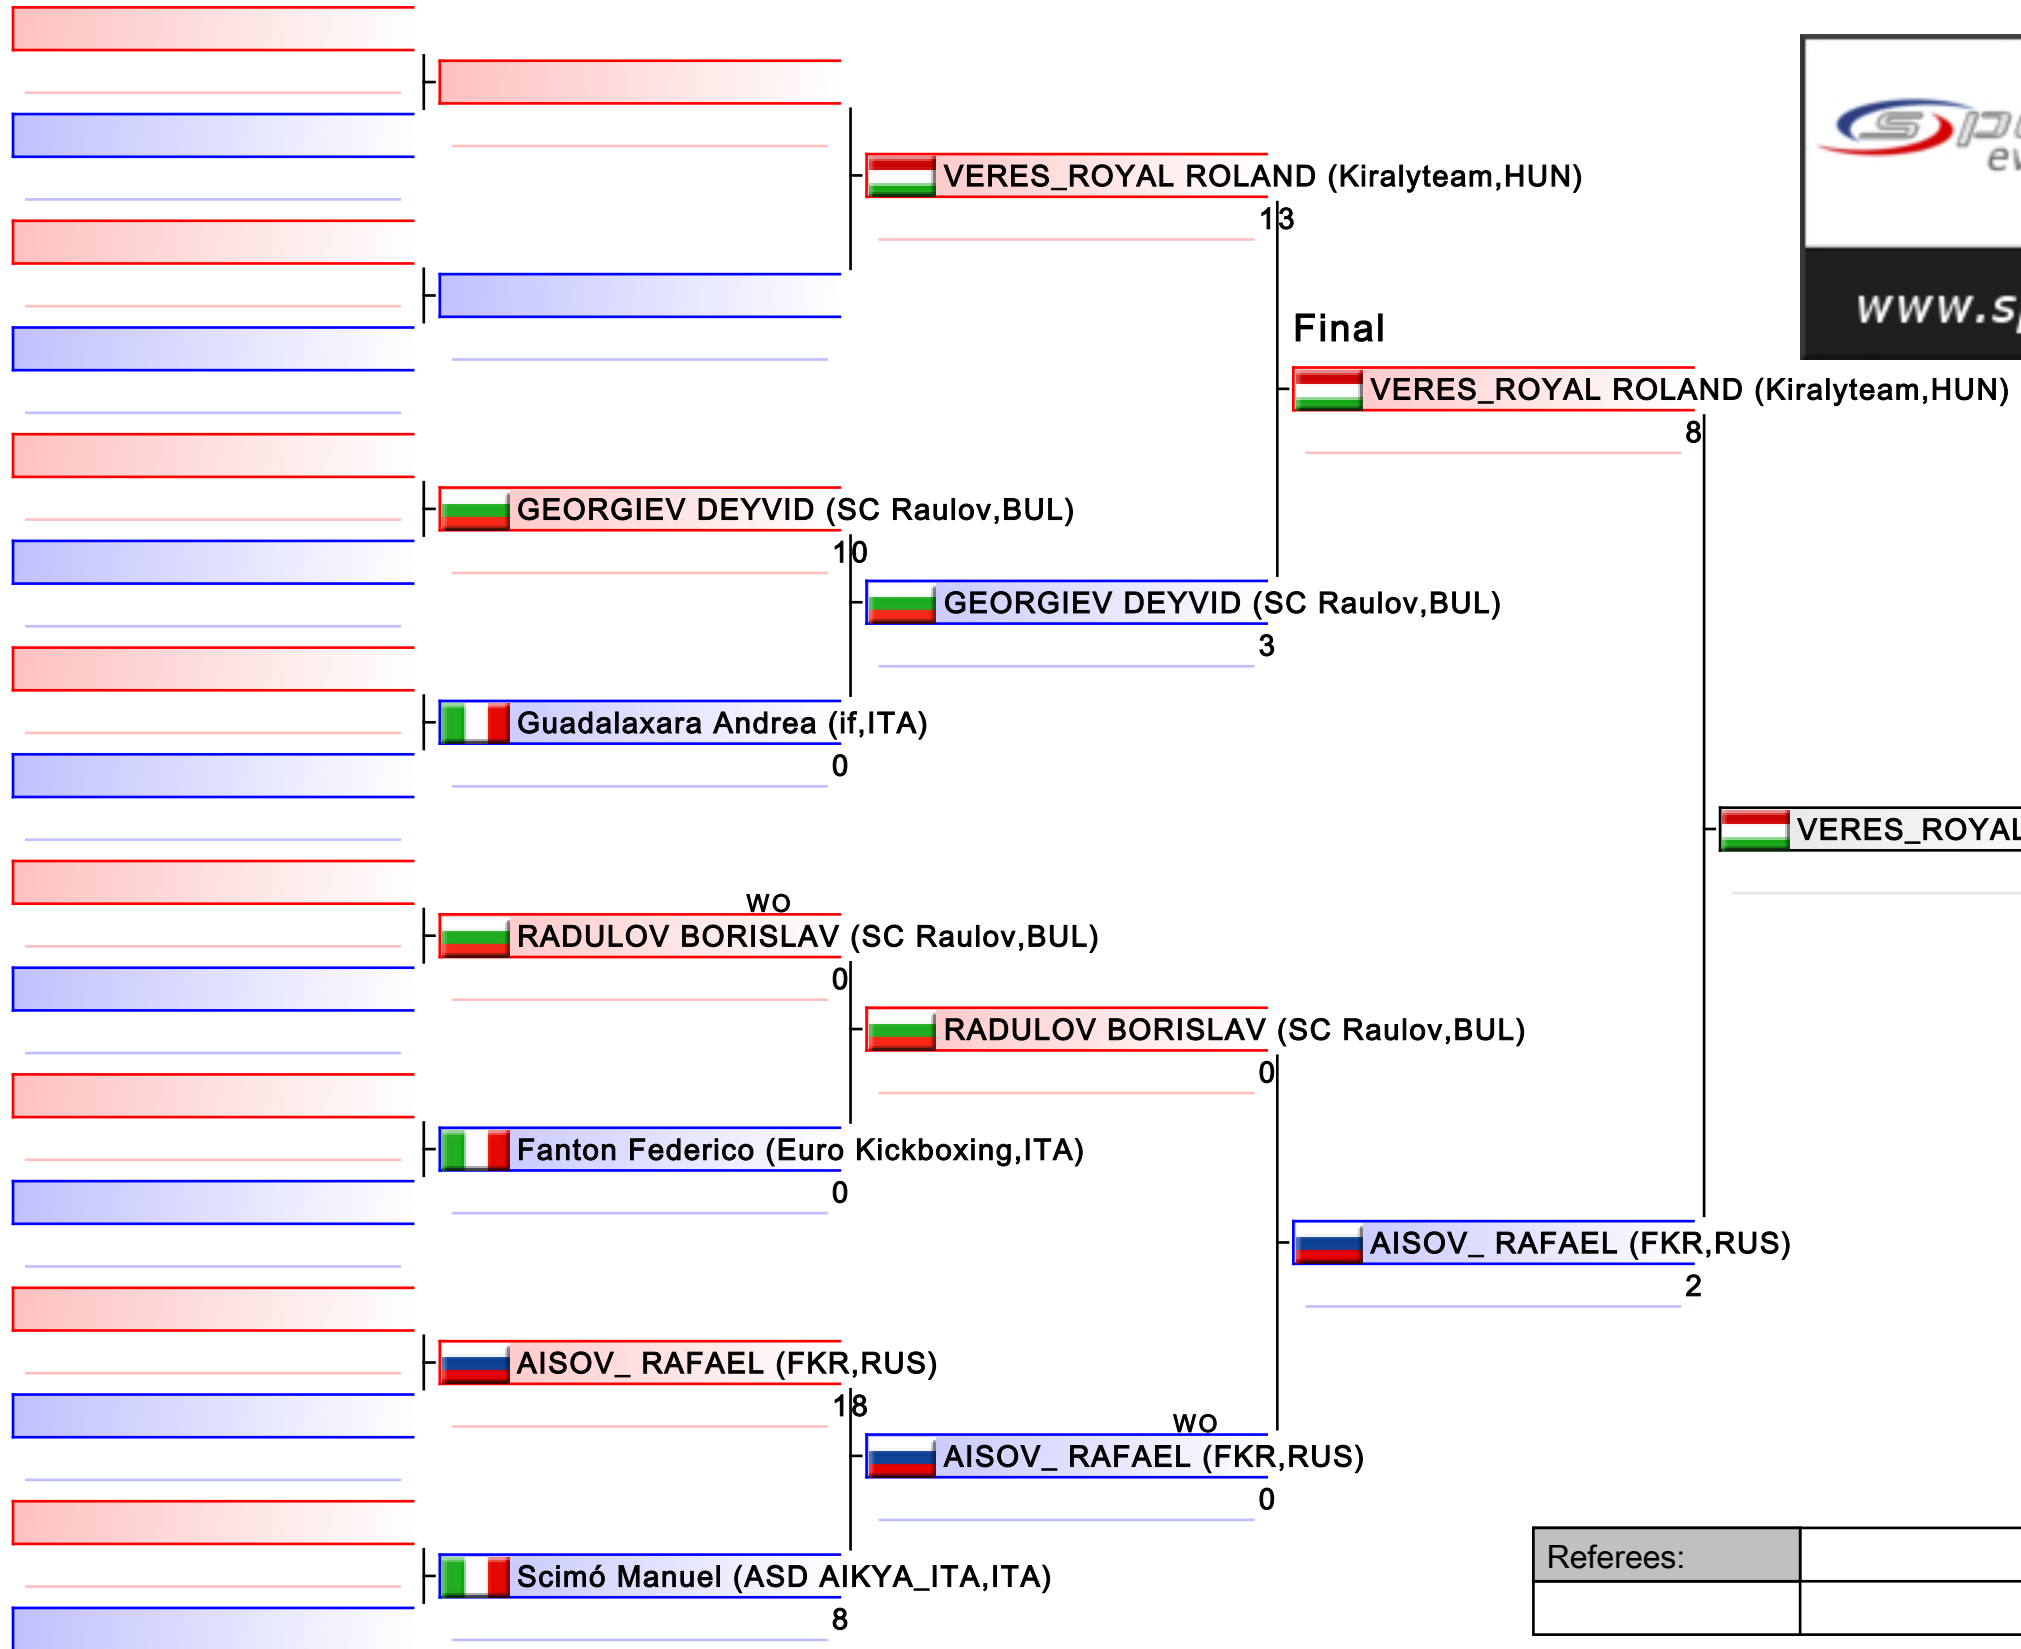 VERES_ROYAL ROLAND (Kiralyteam,HUN)
13
Final
www.sp
VERES_ROYAL ROLAND (Kiralyteam,HUN)
8
GEORGIEV DEYVID (SC Raulov,BUL)
10
GEORGIEV DEYVID (SC Raulov,BUL)
3
Guadalaxara Andrea (if,ITA)
0
VERES_ROYAL
WO
RADULOV BORISLAV (SC Raulov,BUL)
0
RADULOV BORISLAV (SC Raulov,BUL)
0
Fanton Federico (Euro Kickboxing,ITA)
0
AISOV_ RAFAEL (FKR,RUS)
2
AISOV_ RAFAEL (FKR,RUS)
18
WO
AISOV_ RAFAEL (FKR,RUS)
0
Referees:
Scimó Manuel (ASD AIKYA_ITA,ITA)
8